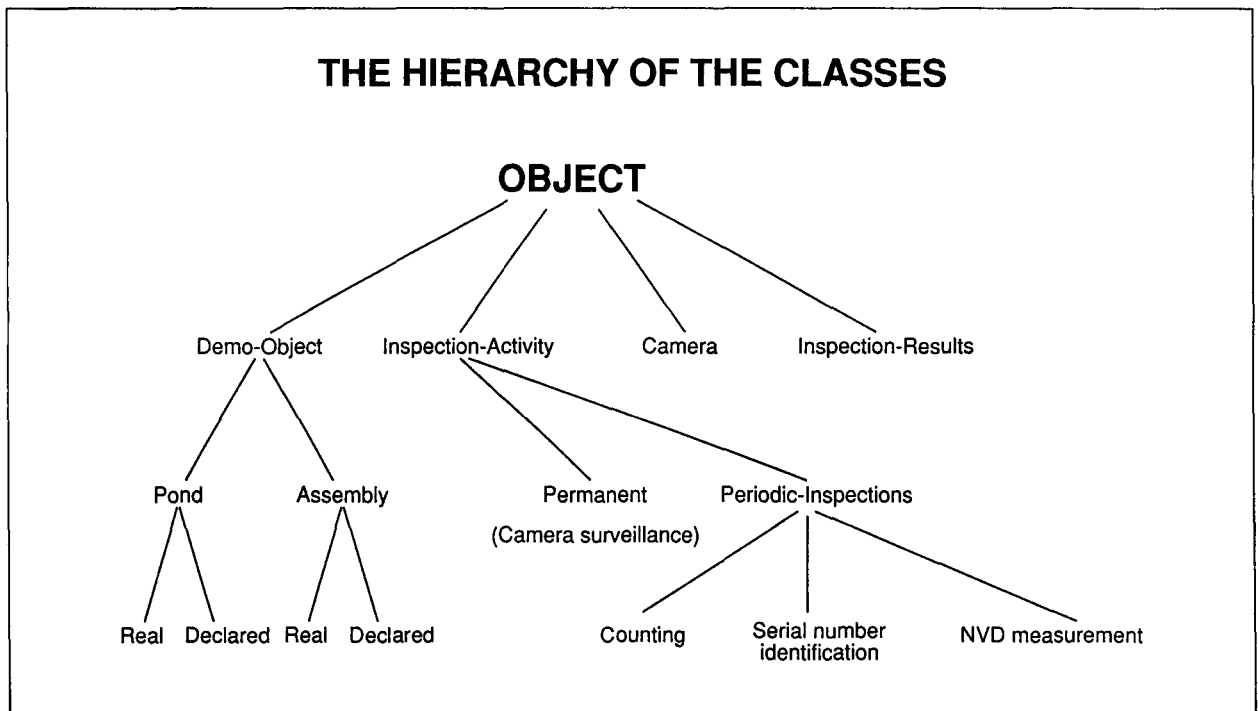 THE HIERARCHY OF THE CLASSES
OBJECT
Demo-Object Inspection-Activity Camera Inspection-Results
Pond Assembly Permanent Periodic-Inspections
(Camera surveillance)
Real Declared Real Declared Counting Serial number identification NVD measurement